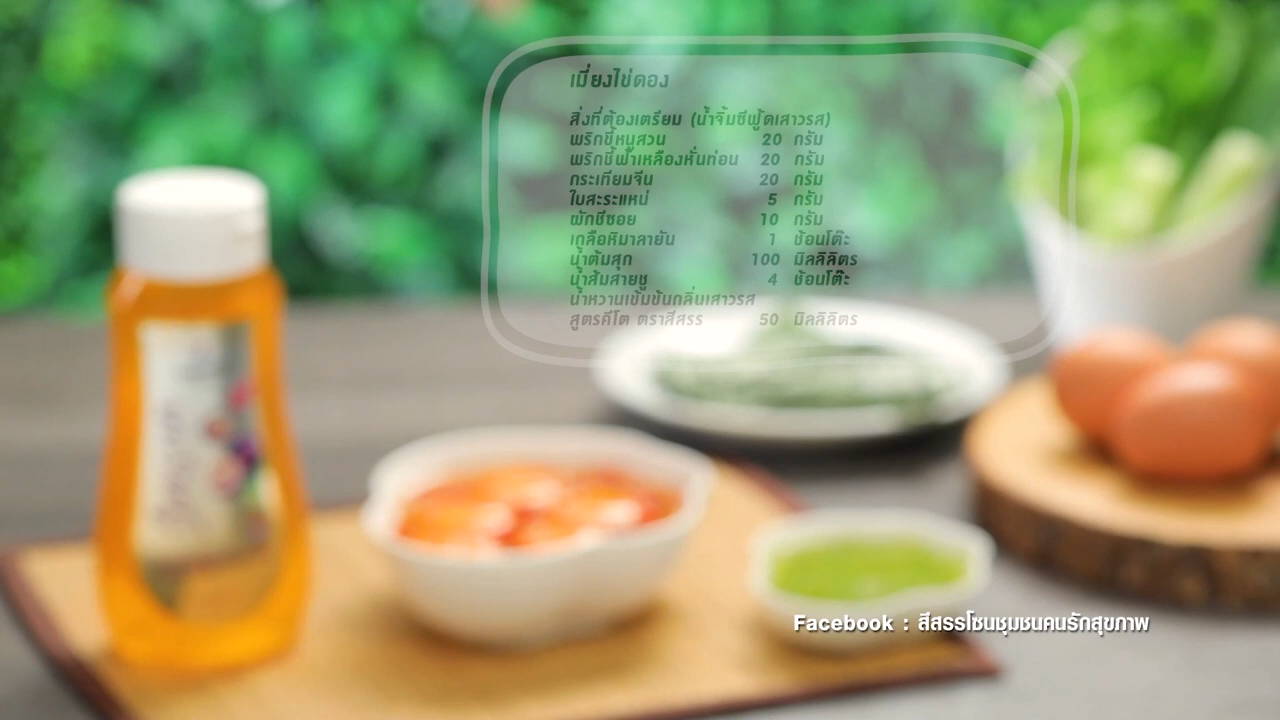 เมี่ยงไข่ดอง
สิ่งที่ต้องเตรียม (น้ำจิ้มซีฟู้ดเสาวรส)
พริกขี้หนูสวน 20 กรัม
พริกชี้ฟ้าเหลืองหั่นท่อน 20 กรัม
กระเทียมจีน 20 กรัม
ใบสะระแหน่ 5 กรัม
ผักชีซอย 10 กรัม
เกลือหิมาลายัน 1 ช้อนโต๊ะ
น้ำต้มสุก 100 มิลลิลิตร
น้ำส้มสายชู 4 ช้อนโต๊ะ
น้ำหวานเข้มข้นกลิ่นเสาวรส
สูตรคีโต ตราสีสรร 50 มิลลิลิตร
Facebook : สีสรรโซนชุมชนคนรักสุขภาพ